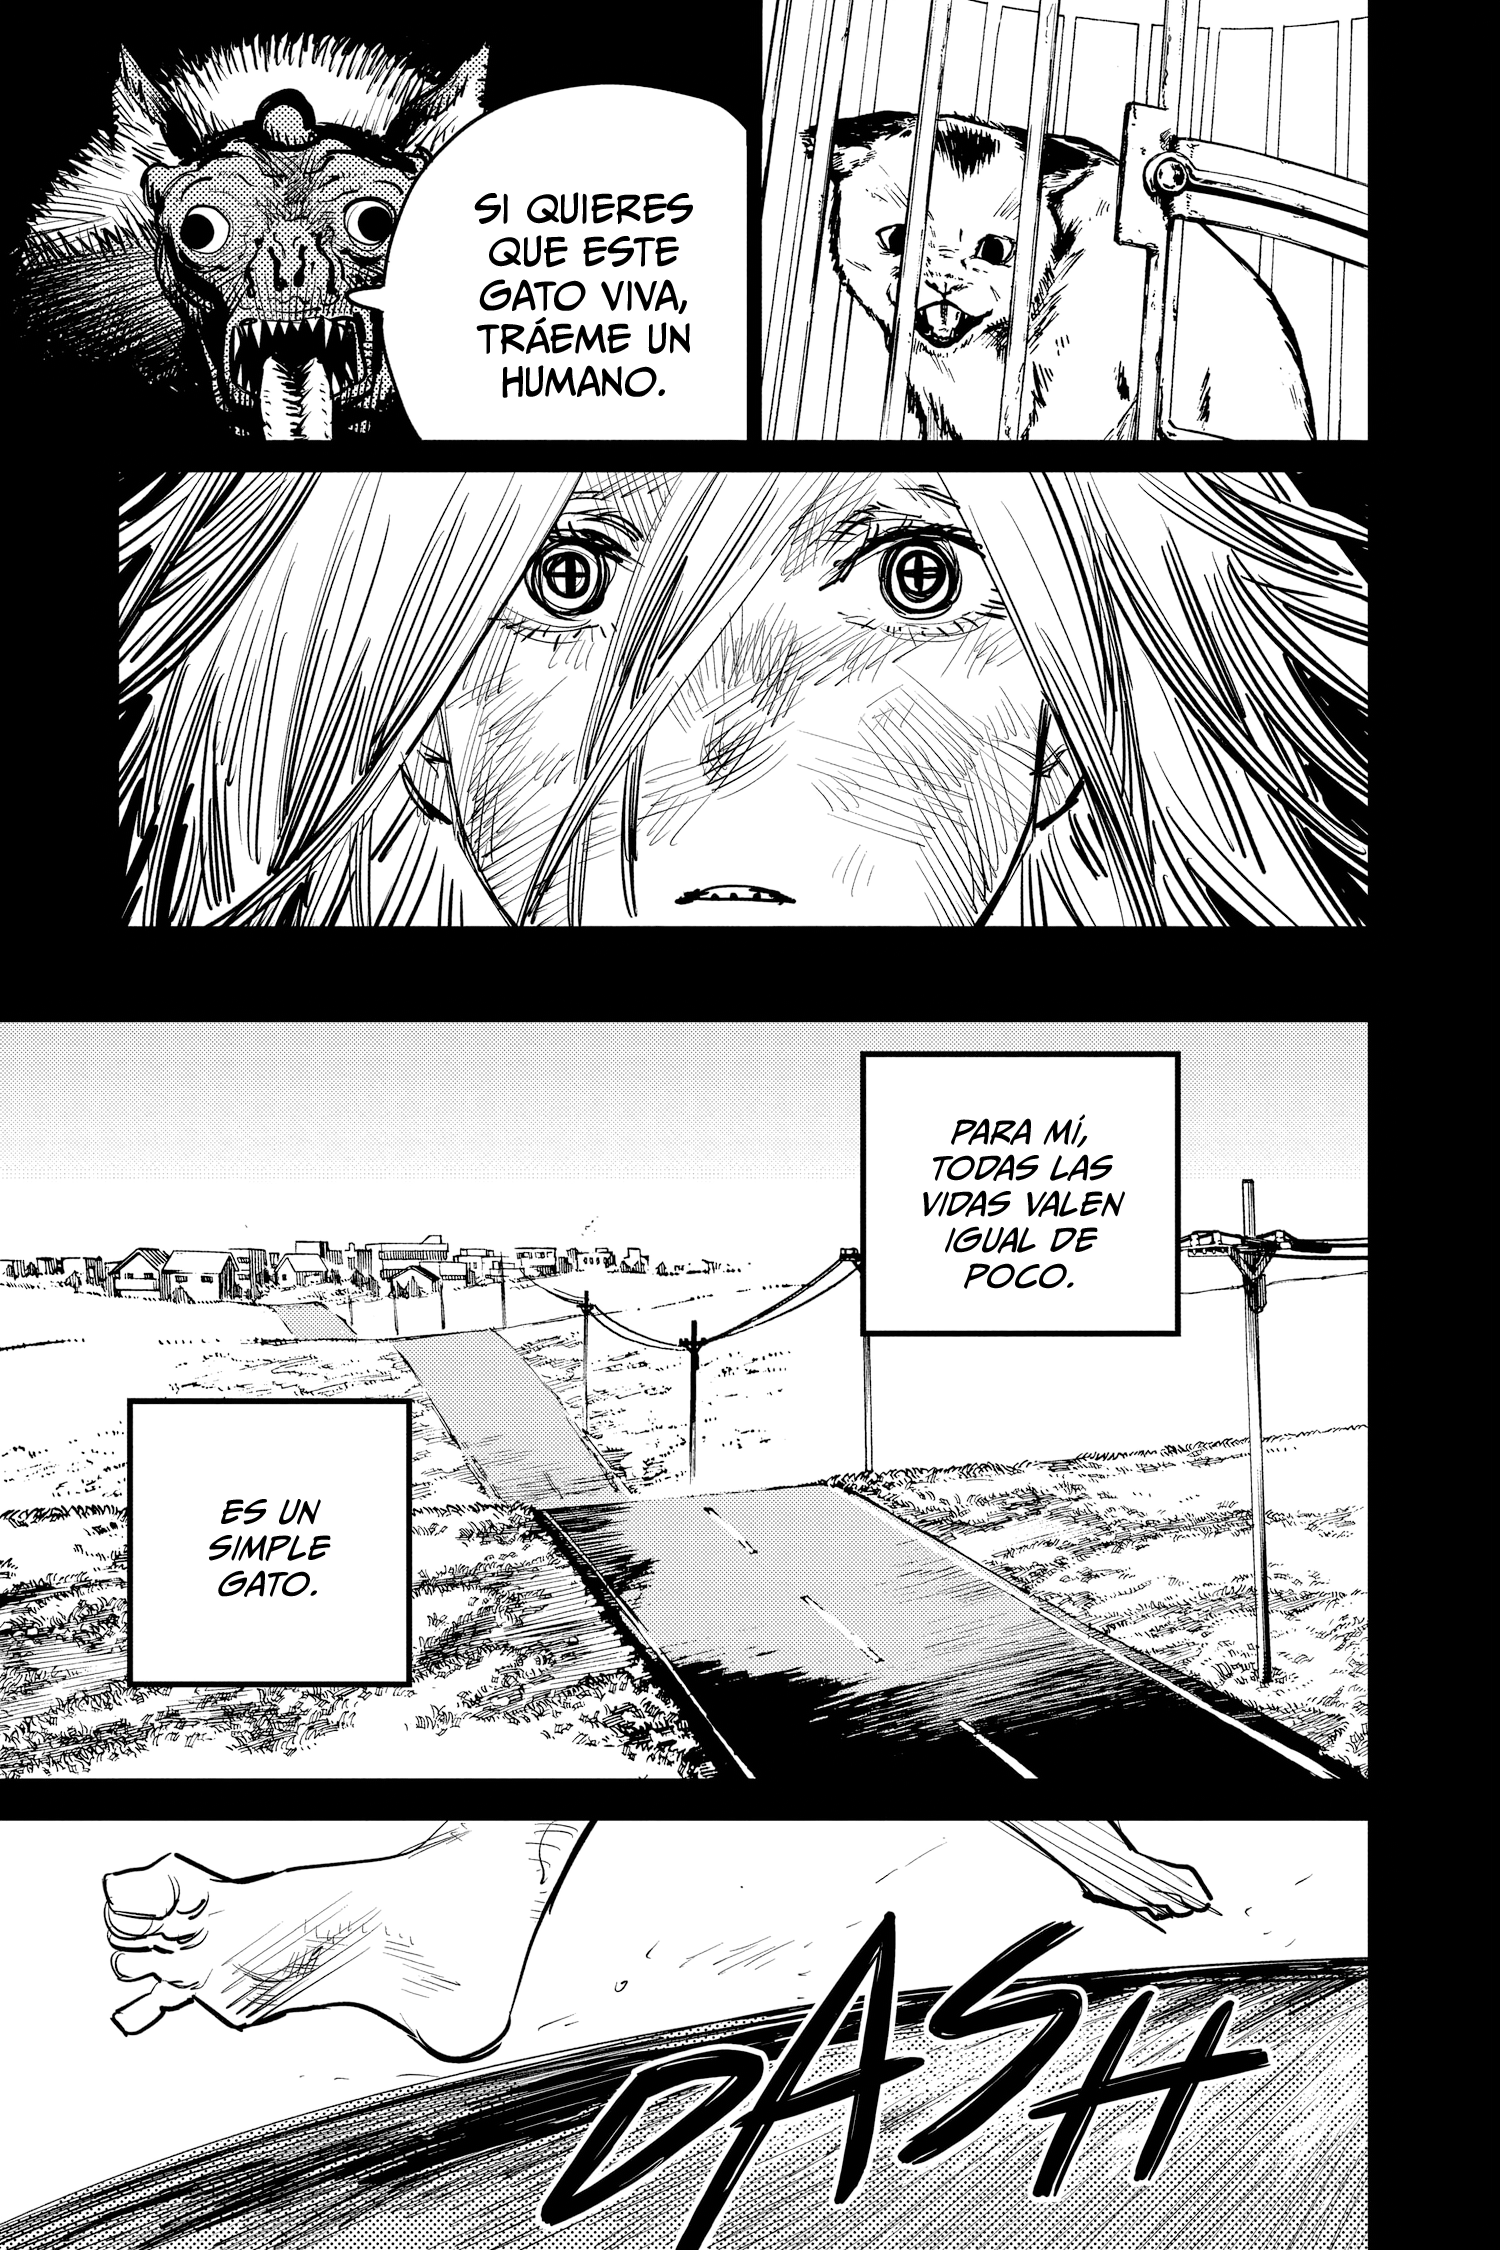 SI QUIERES
QUE ESTE
GATO VIVA,
TRÁEME UN
HUMANO.
PARA MÍ,
TODAS LAS
VIDAS VALEN
IGUAL DE
POCO.
ES UN
SIMPLE
GATO.
DASH